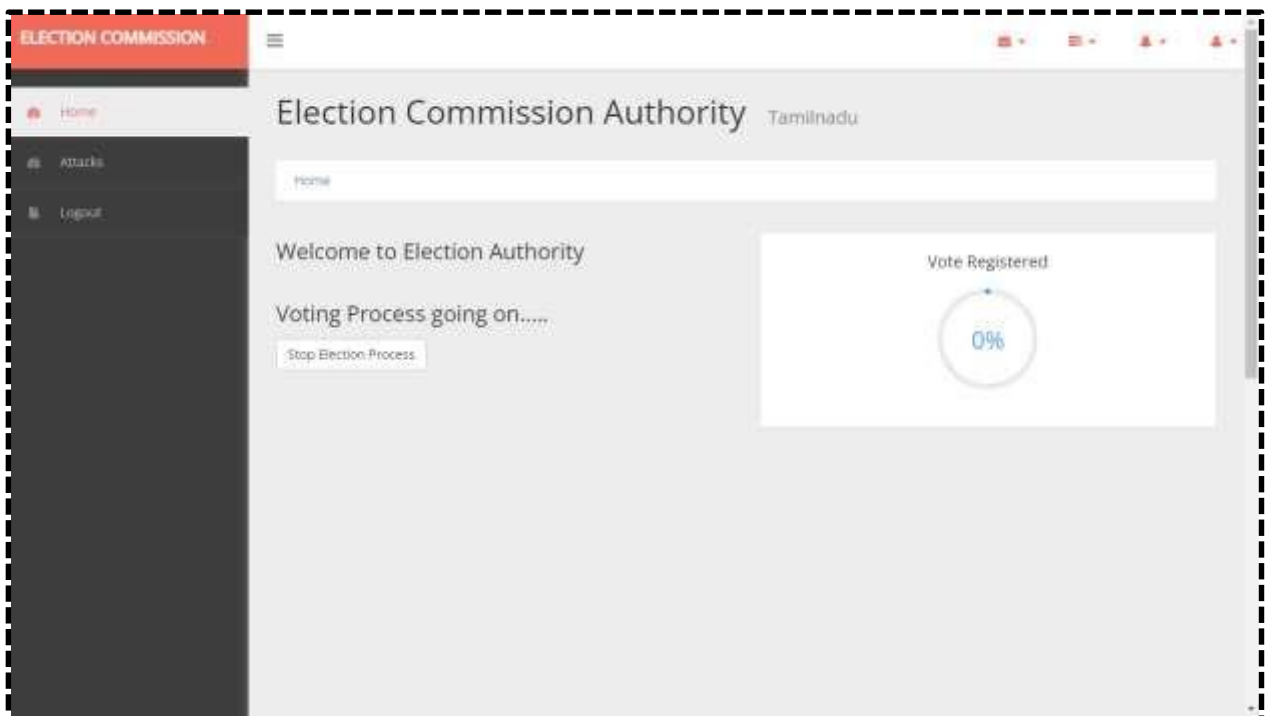 ELECTION COMMISSION
Home
Attacks
Logout
Election Commission Authority Tamilnadu
Home
Welcome to Election Authority
Voting Process going on.....
Stop Election Process
Vote Registered
0%